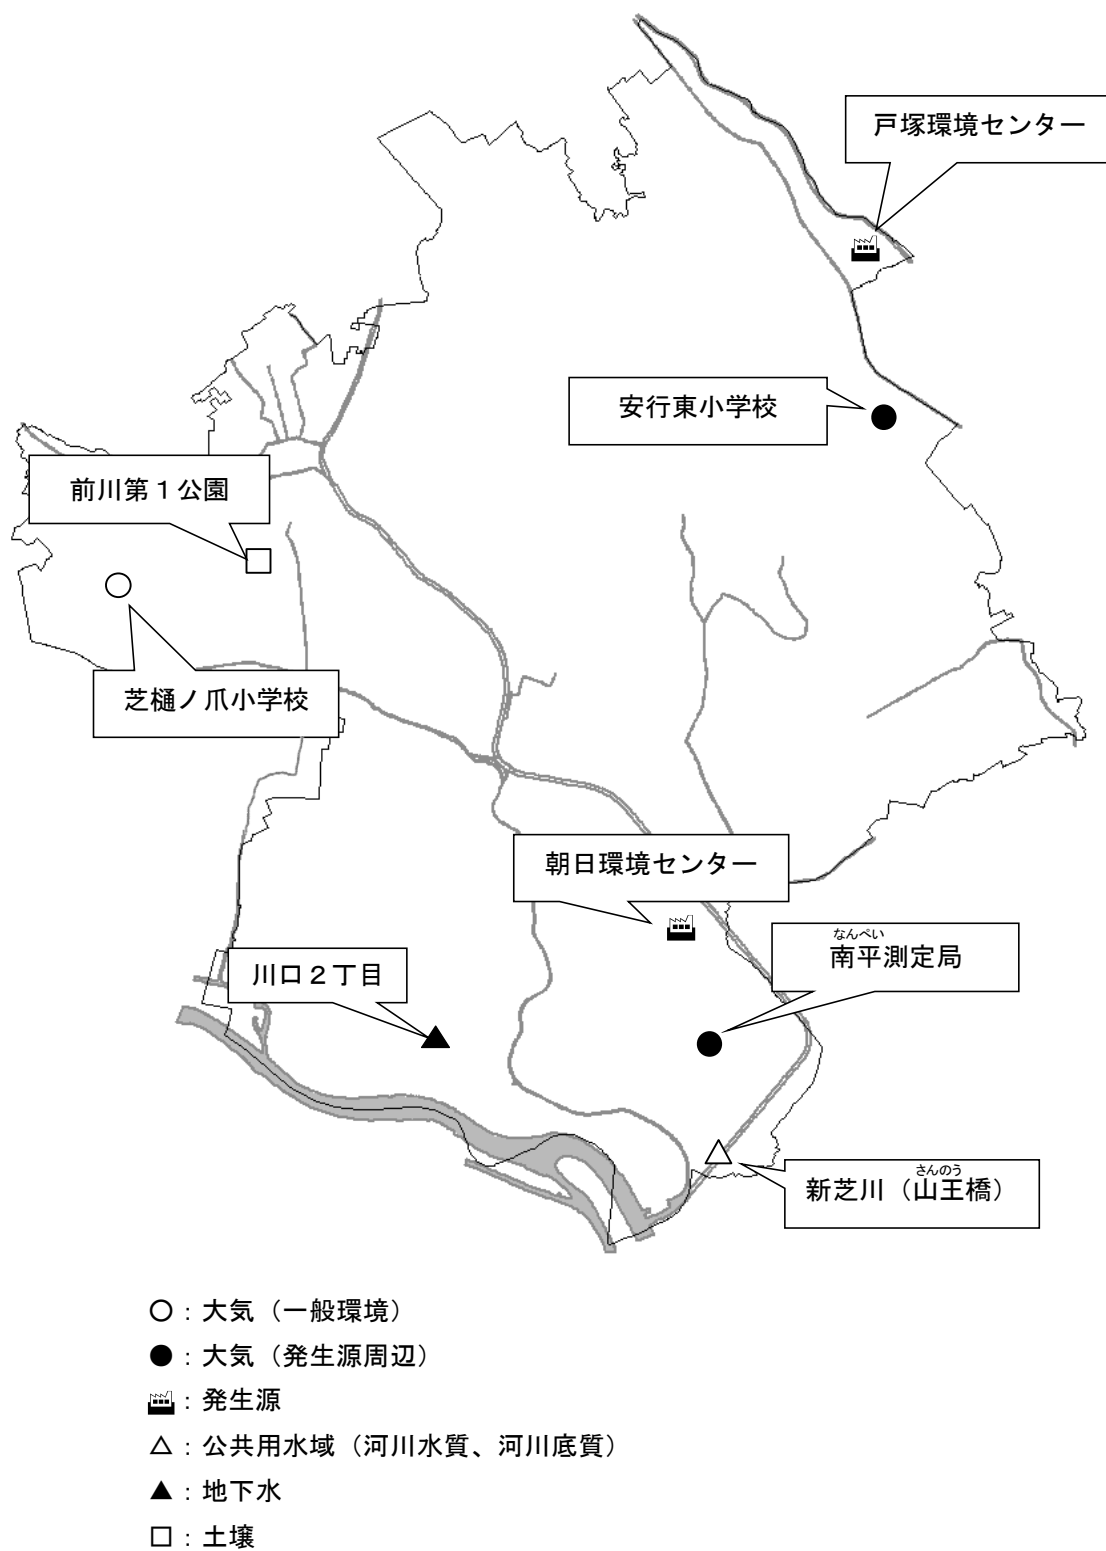 戸塚環境センター
安行東小学校
前川第１公園
芝樋ノ爪小学校
朝日環境センター
なんぺい
南平測定局
川口２丁目
さんのう
新芝川（山王橋）
○：大気（一般環境）
●：大気（発生源周辺）
：発生源
△：公共用水域（河川水質、河川底質）
▲：地下水
□：土壌